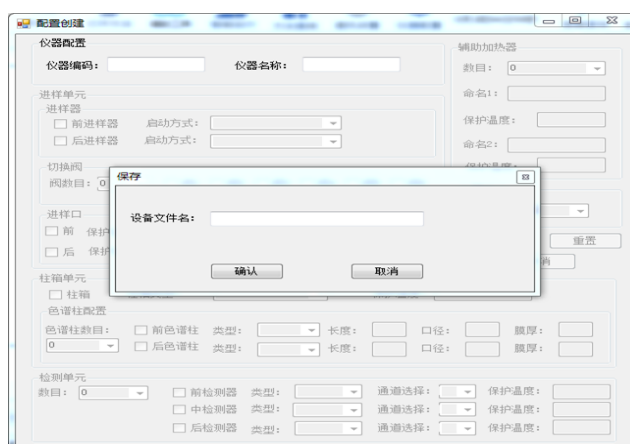 配置创建
仪器配置
仪器编码: 仪器名称:
辅助加热器
数目: 0
命名1:
保护温度:
命名2:
进样单元
进样器
前进样器 启动方式:
后进样器 启动方式:
切换阀
阀数目: 0
进样口
前 保护
后 保护
重置
消
保存
设备文件名:
确认 取消
柱箱单元
柱箱
色谱柱配置
色谱柱数目: 前色谱柱 类型: 长度: 口径: 膜厚:
0 后色谱柱 类型: 长度: 口径: 膜厚:
检测单元
数目: 0 前检测器 类型: 通道选择: 保护温度:
中检测器 类型: 通道选择: 保护温度:
后检测器 类型: 通道选择: 保护温度: